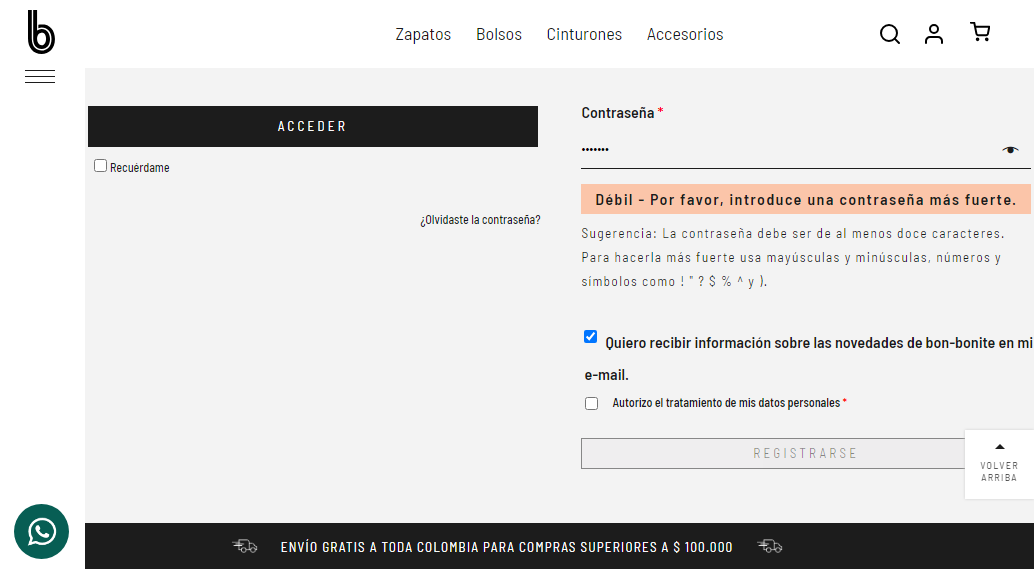 b
Zapatos Bolsos Cinturones Accesorios
ACCEDER
Recuérdame
¿Olvidaste la contraseña?
Contraseña *
•••••••
Débil - Por favor, introduce una contraseña más fuerte.
Sugerencia: La contraseña debe ser de al menos doce caracteres.
Para hacerla más fuerte usa mayúsculas y minúsculas, números y
símbolos como ! " ? $ % ^ y ).
Quiero recibir información sobre las novedades de bon-bonite en mi
e-mail.
Autorizo el tratamiento de mis datos personales *
REGISTRARSE
VOLVER
ARRIBA
ENVÍO GRATIS A TODA COLOMBIA PARA COMPRAS SUPERIORES A $ 100.000